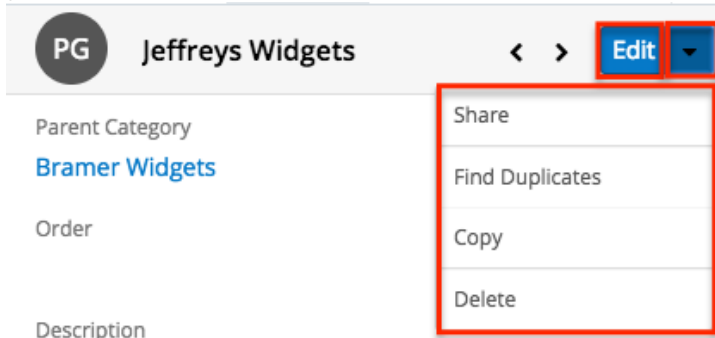 PG
Jeffreys Widgets
Edit
Parent Category
Bramer Widgets
Order
Description
Share
Find Duplicates
Copy
Delete